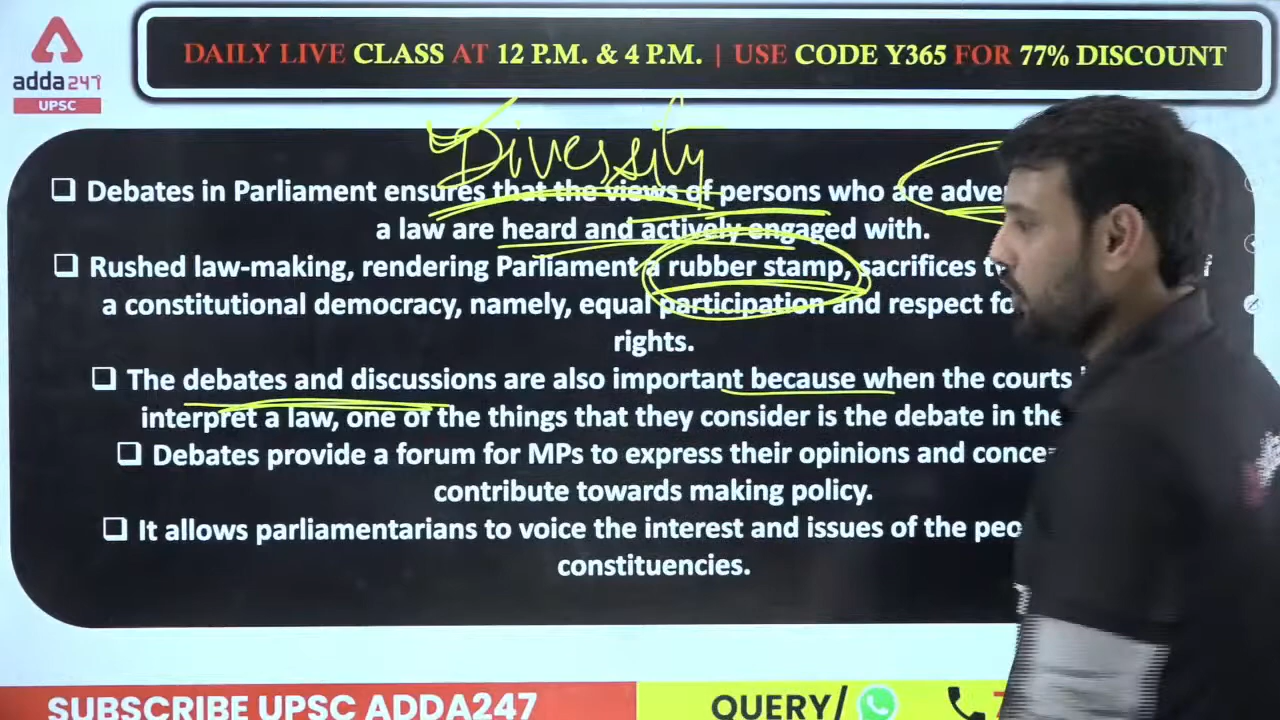 DAILY LIVE CLASS AT 12 P.M. & 4 P.M. | USE CODE Y365 FOR 77% DISCOUNT
adda247
UPSC
Diversity
❑ Debates in Parliament ensures that the views of persons who are
a law are heard and actively engaged with.
❑ Rushed law-making, rendering Parliament a rubber stamp, sacrifices
a constitutional democracy, namely, equal participation and respect
rights.
❑ The debates and discussions are also important because when the courts
interpret a law, one of the things that they consider is the debate in the
❑ Debates provide a forum for MPs to express their opinions and
contribute towards making policy.
❑ It allows parliamentarians to voice the interest and issues of the
constituencies.
SUBSCRIBE UPSC ADDA247
QUERY/